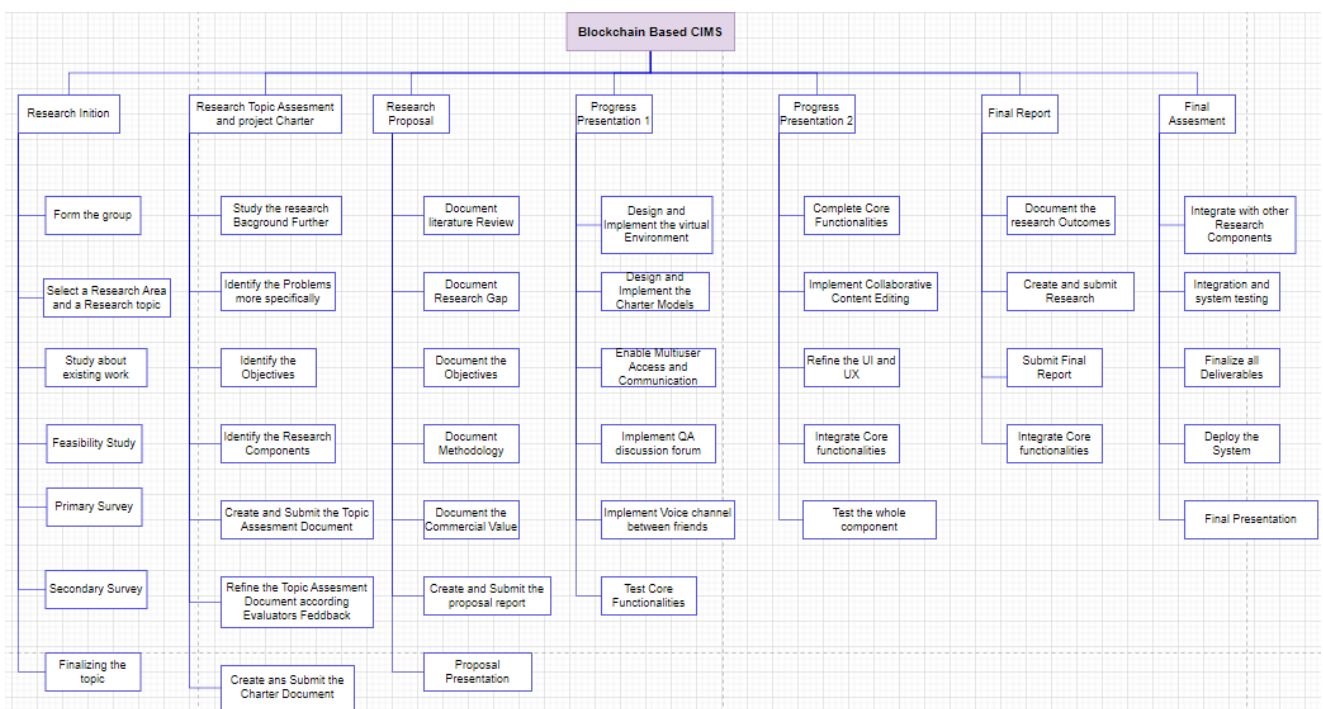 Blockchain Based CIMS
Research Inition
Form the group
Select a Research Area
and a Research topic
Study about
existing work
Feasibility Study
Primary Survey
Secondary Survey
Finalizing the
topic
Research Topic Assesment
and project Charter
Study the research
Bacground Further
Identify the Problems
more specifically
Identify the
Objectives
Identify the Research
Components
Create and Submit the Topic
Assesment Document
Refine the Topic Assesment
Document according
Evaluators Feddback
Create ans Submit the
Charter Document
Research
Proposal
Document
literature Review
Document
Research Gap
Document the
Objectives
Document
Methodology
Document the
Commercial Value
Create and Submit the
proposal report
Proposal
Presentation
Progress
Presentation 1
Design and
Implement the virtual
Environment
Design and
Implement the
Charter Models
Enable Multiuser
Access and
Communication
Implement QA
discussion forum
Implement Voice channel
between friends
Test Core
Functionalities
Progress
Presentation 2
Complete Core
Functionalities
Implement Collaborative
Content Editing
Refine the UI and
UX
Integrate Core
functionalities
Test the whole
component
Final Report
Document the
research Outcomes
Create and submit
Research
Submit Final
Report
Integrate Core
functionalities
Final
Assesment
Integrate with other
Research
Components
Integration and
system testing
Finalize all
Deliverables
Deploy the
System
Final Presentation